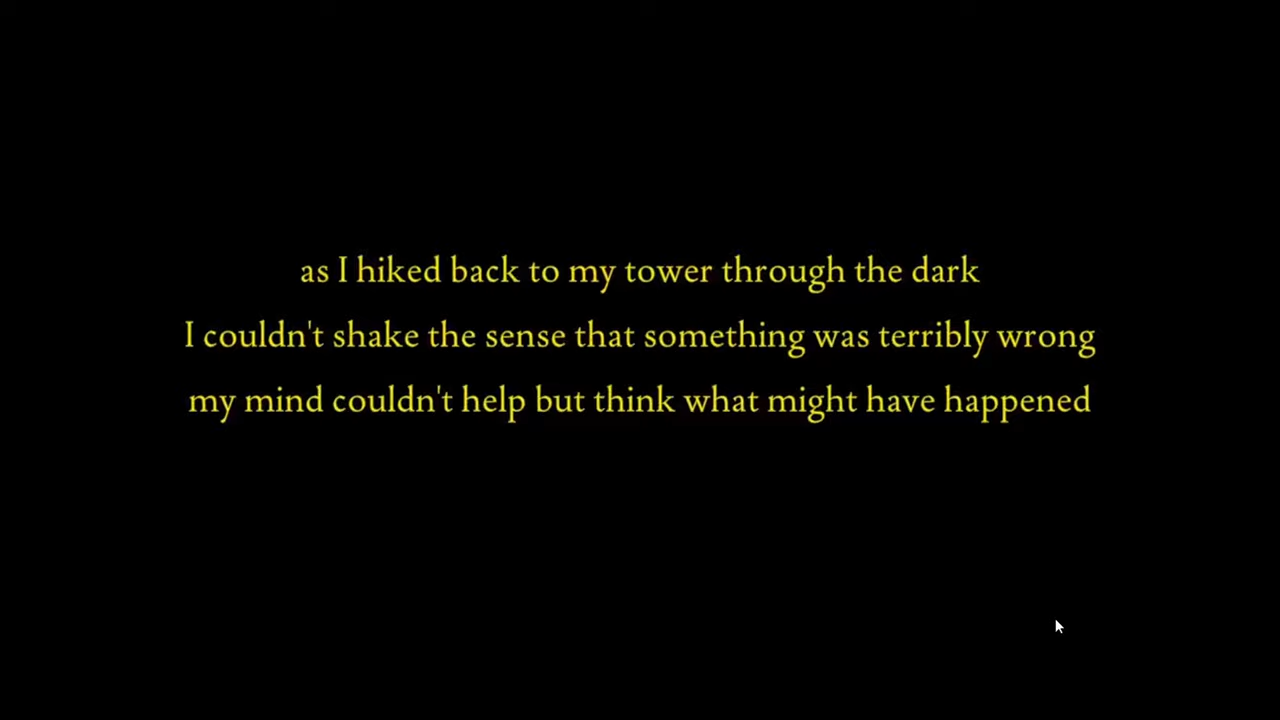 as I hiked back to my tower through the dark
I couldn't shake the sense that something was terribly wrong
my mind couldn't help but think what might have happened